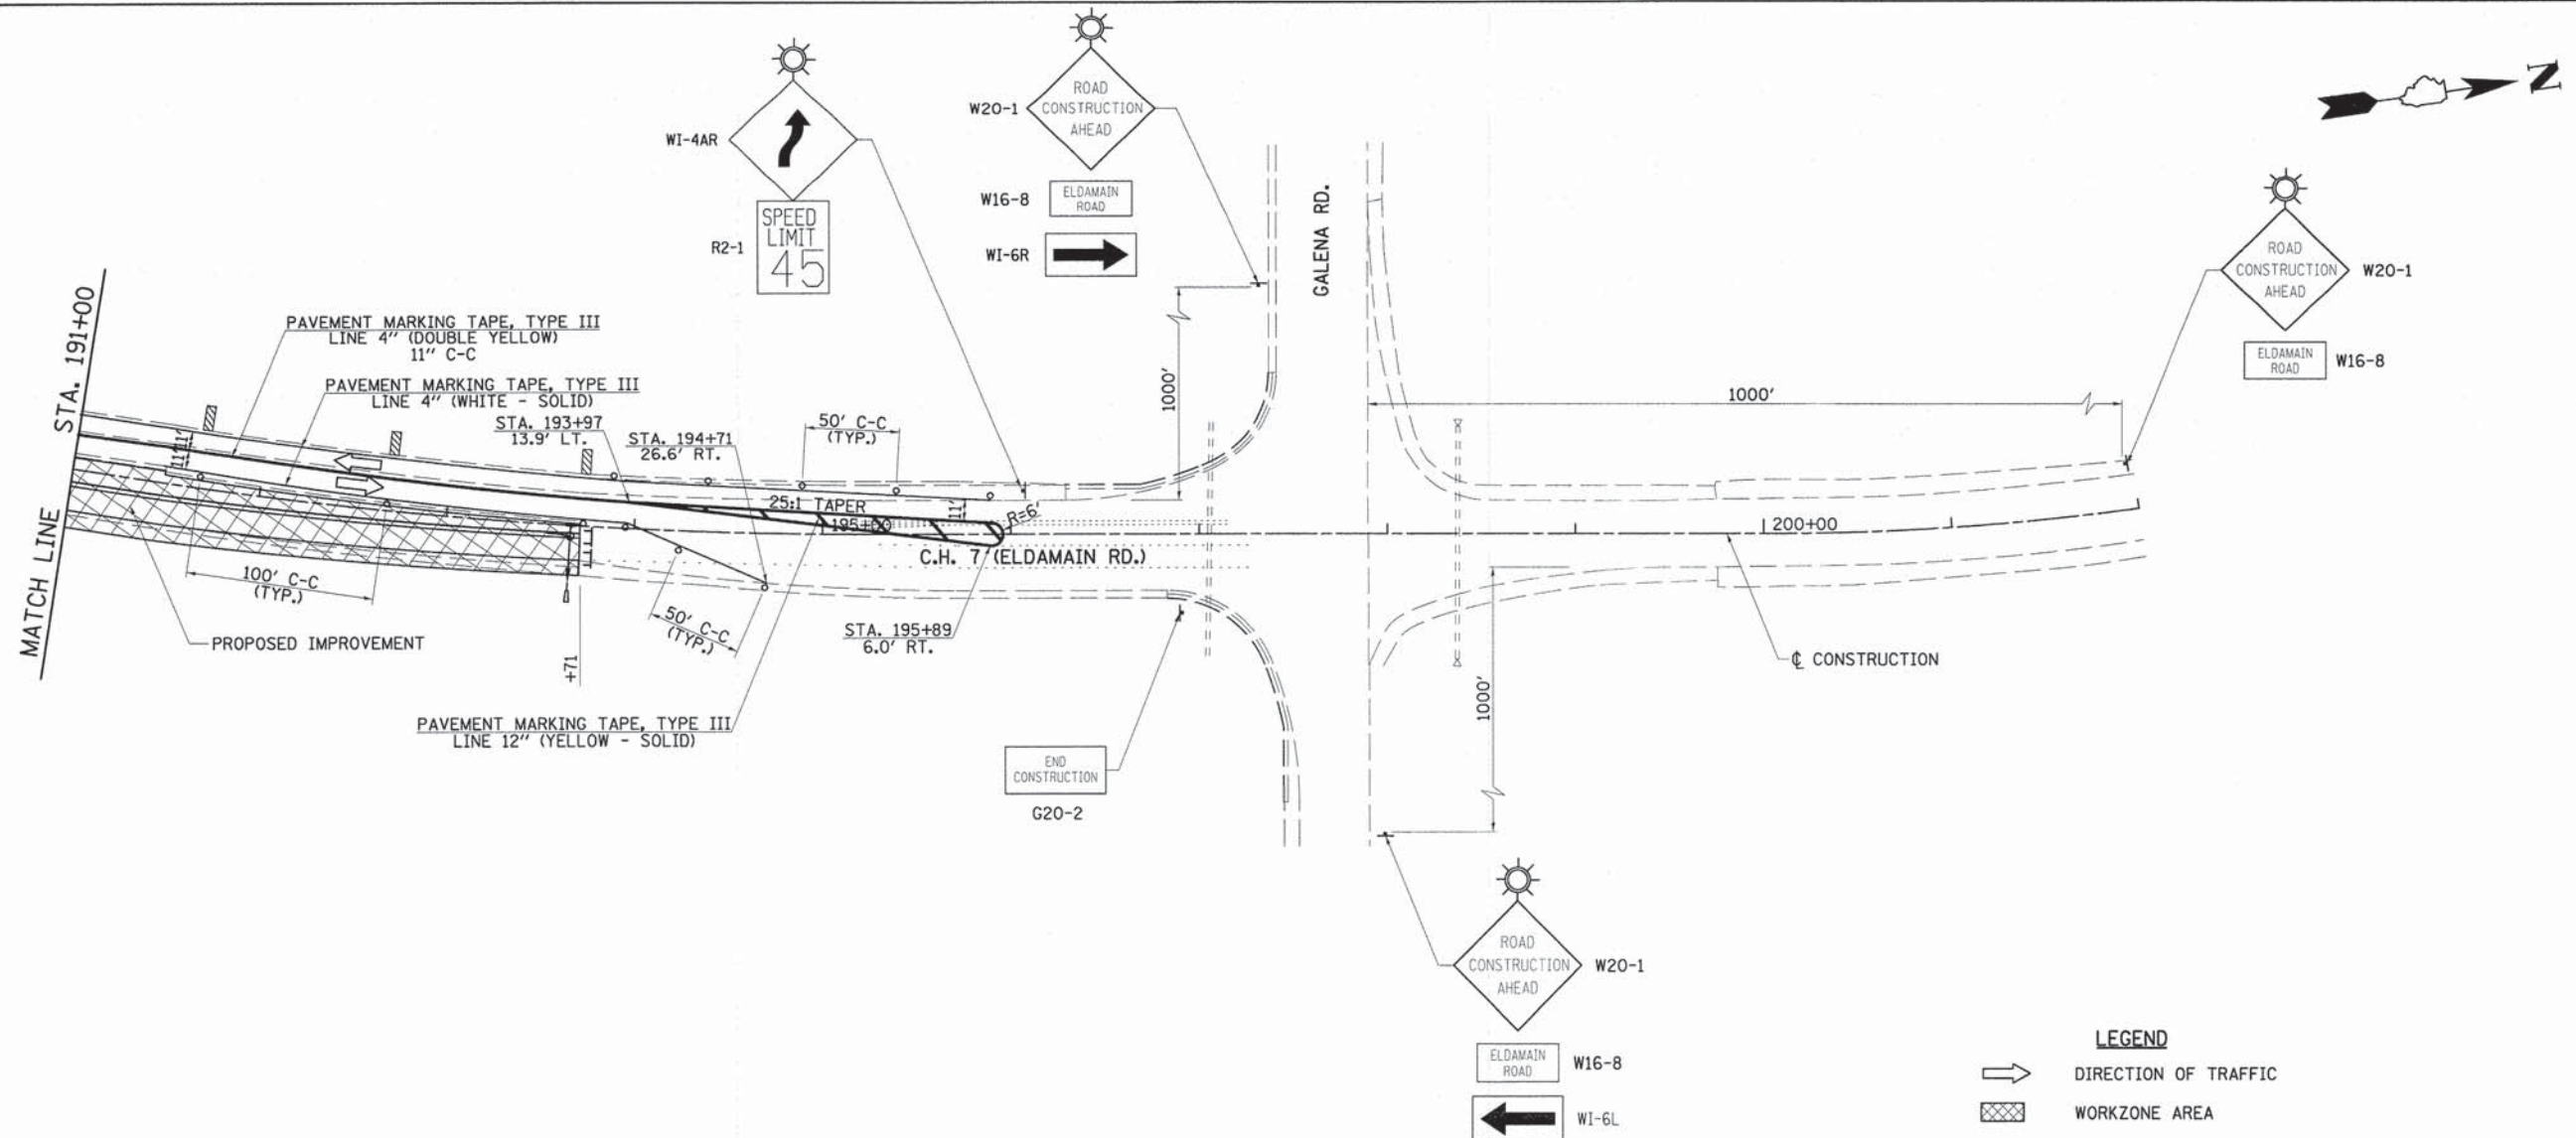 W20-1
ROAD
CONSTRUCTION
AHEAD
W16-8
ELDAMAIN
ROAD
WI-6R
WI-4AR
R2-1
SPEED
LIMIT
45
N
GALENA RD.
ROAD
CONSTRUCTION
AHEAD
W20-1
ELDAMAIN
ROAD
W16-8
MATCH LINE STA. 191+00
PAVEMENT MARKING TAPE, TYPE III
LINE 4" (DOUBLE YELLOW)
11" C-C
PAVEMENT MARKING TAPE, TYPE III
LINE 4" (WHITE - SOLID)
STA. 193+97
13.9' LT.
STA. 194+71
26.6' RT.
50' C-C
(TYP.)
1000'
1000'
11'
11'
25:1 TAPER
11'
R=6'
195+00
200+00
C.H. 7 (ELDAMAIN RD.)
100' C-C
(TYP.)
50' C-C
(TYP.)
PROPOSED IMPROVEMENT
+71
STA. 195+89
6.0' RT.
℄ CONSTRUCTION
1000'
PAVEMENT MARKING TAPE, TYPE III
LINE 12" (YELLOW - SOLID)
END
CONSTRUCTION
G20-2
ROAD
CONSTRUCTION
AHEAD
W20-1
ELDAMAIN
ROAD
W16-8
WI-6L
LEGEND
DIRECTION OF TRAFFIC
WORKZONE AREA